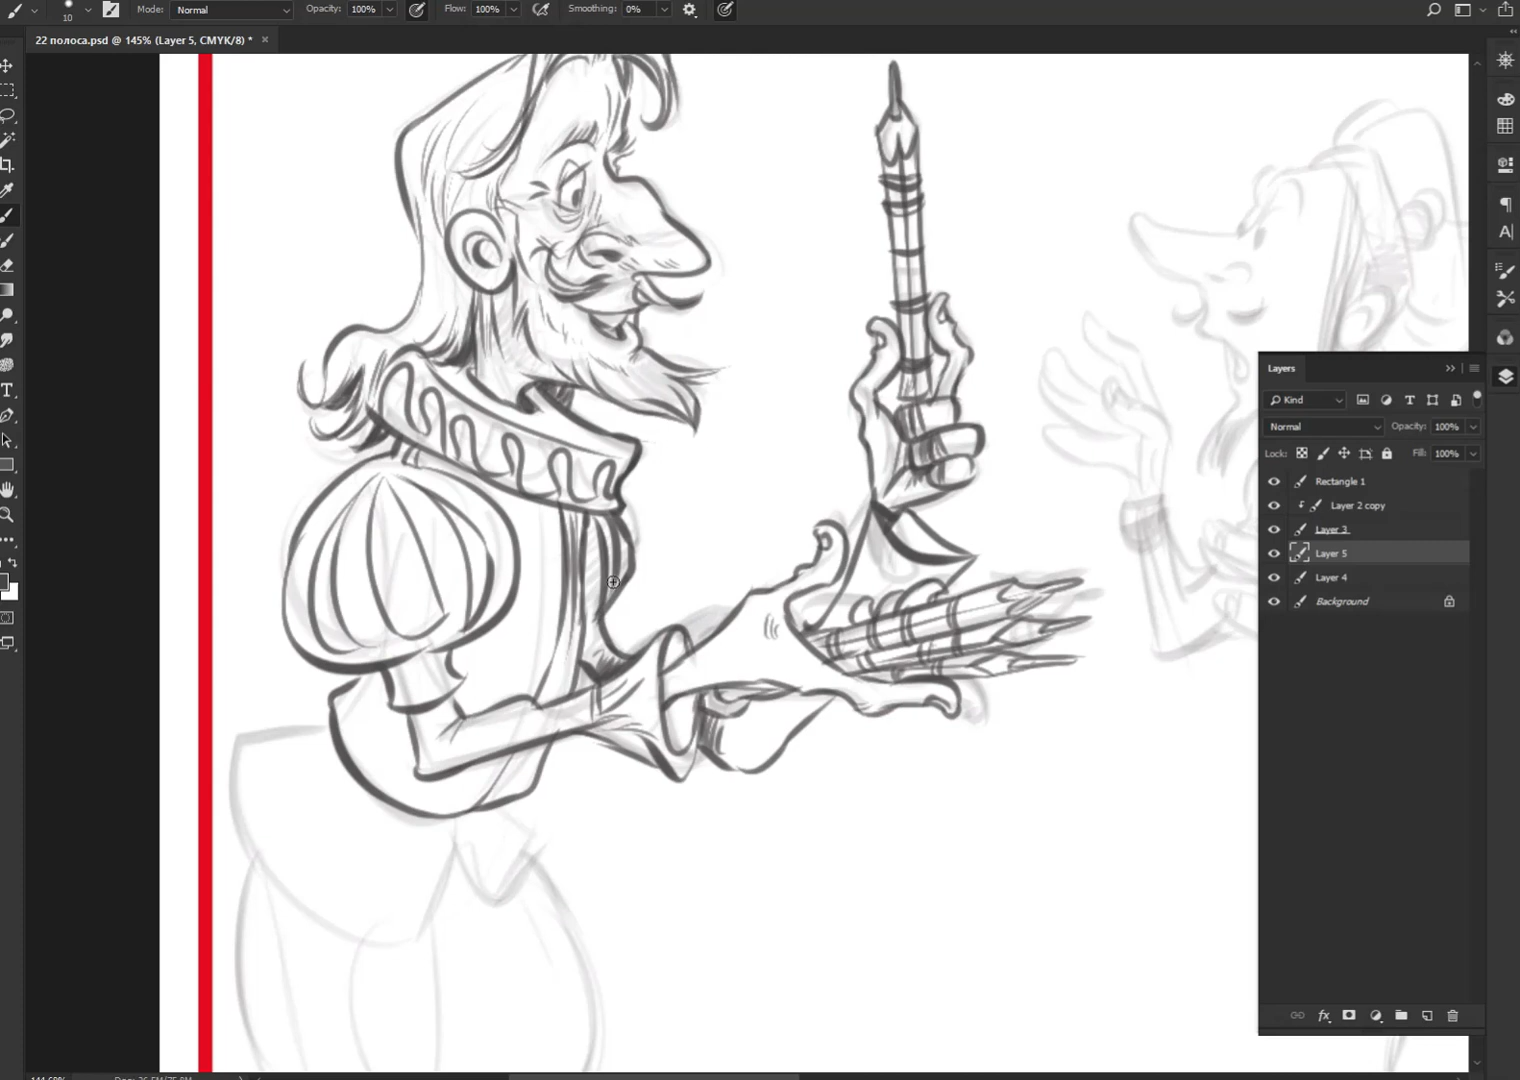 10
Mode: Normal
Opacity: 100%
Flow: 100%
Smoothing: 0%
22 полоса.psd @ 145% (Layer 5, CMYK/8) *
Layers
Kind
Normal
Opacity: 100%
Lock:
Fill: 100%
Rectangle 1
Layer 2 copy
Layer 3
Layer 5
Layer 4
Background